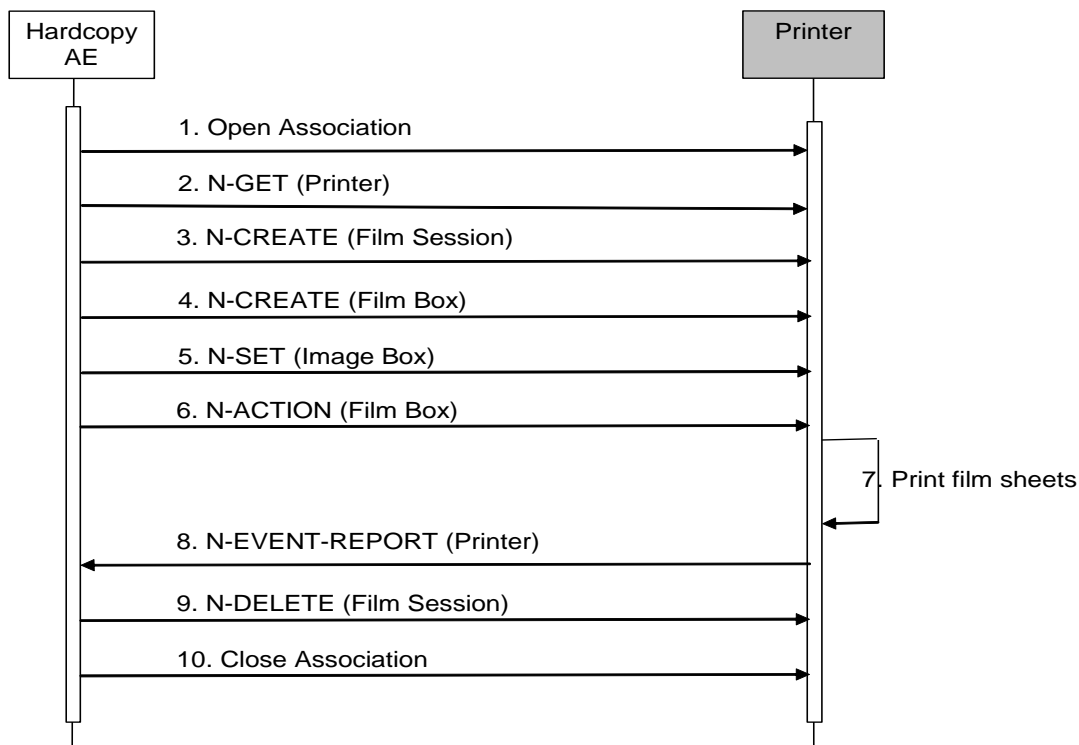 Hardcopy
AE
Printer
1. Open Association
2. N-GET (Printer)
3. N-CREATE (Film Session)
4. N-CREATE (Film Box)
5. N-SET (Image Box)
6. N-ACTION (Film Box)
7. Print film sheets
8. N-EVENT-REPORT (Printer)
9. N-DELETE (Film Session)
10. Close Association